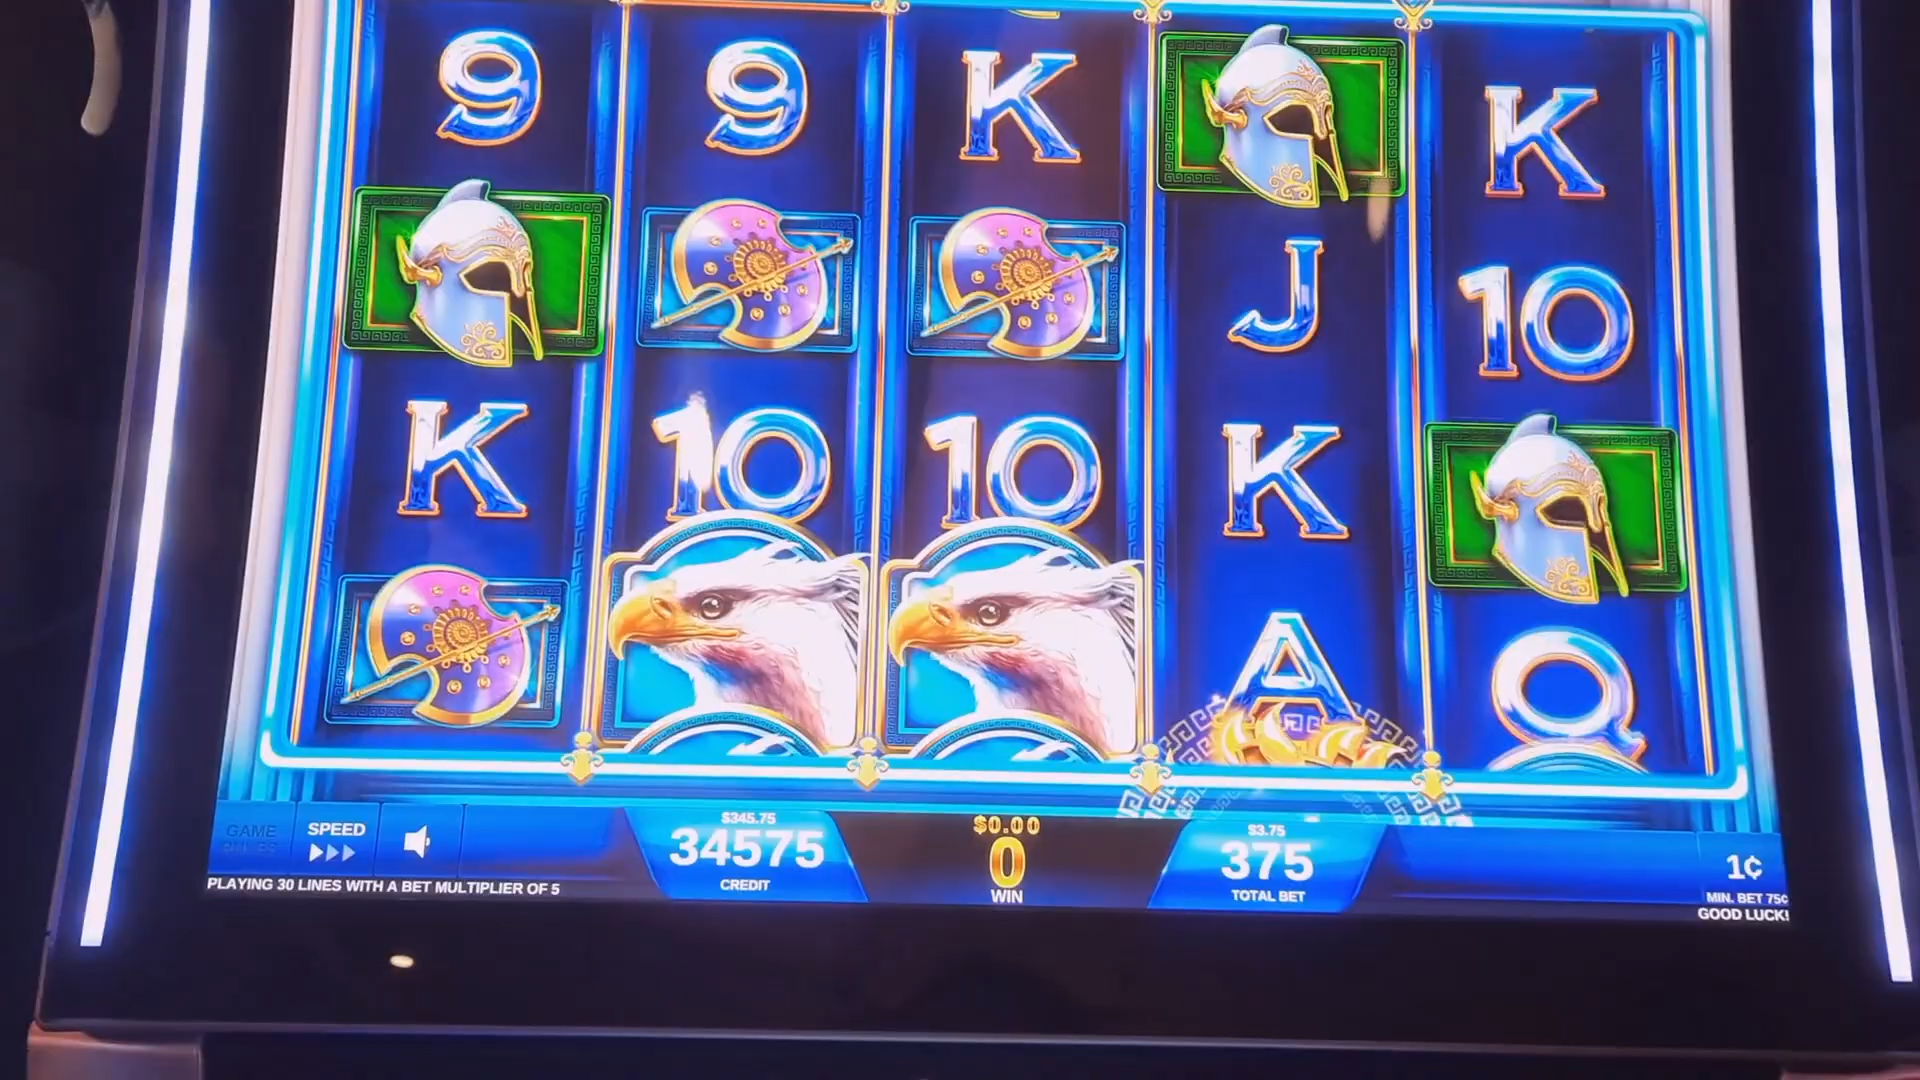 9 9 K K
J 10
K 10 10 K
A Q
GAME
SPEED
$345.75
34575
CREDIT
$0.00
0
WIN
$3.75
375
TOTAL BET
1¢
MIN. BET 75¢
PLAYING 30 LINES WITH A BET MULTIPLIER OF 5
GOOD LUCK!